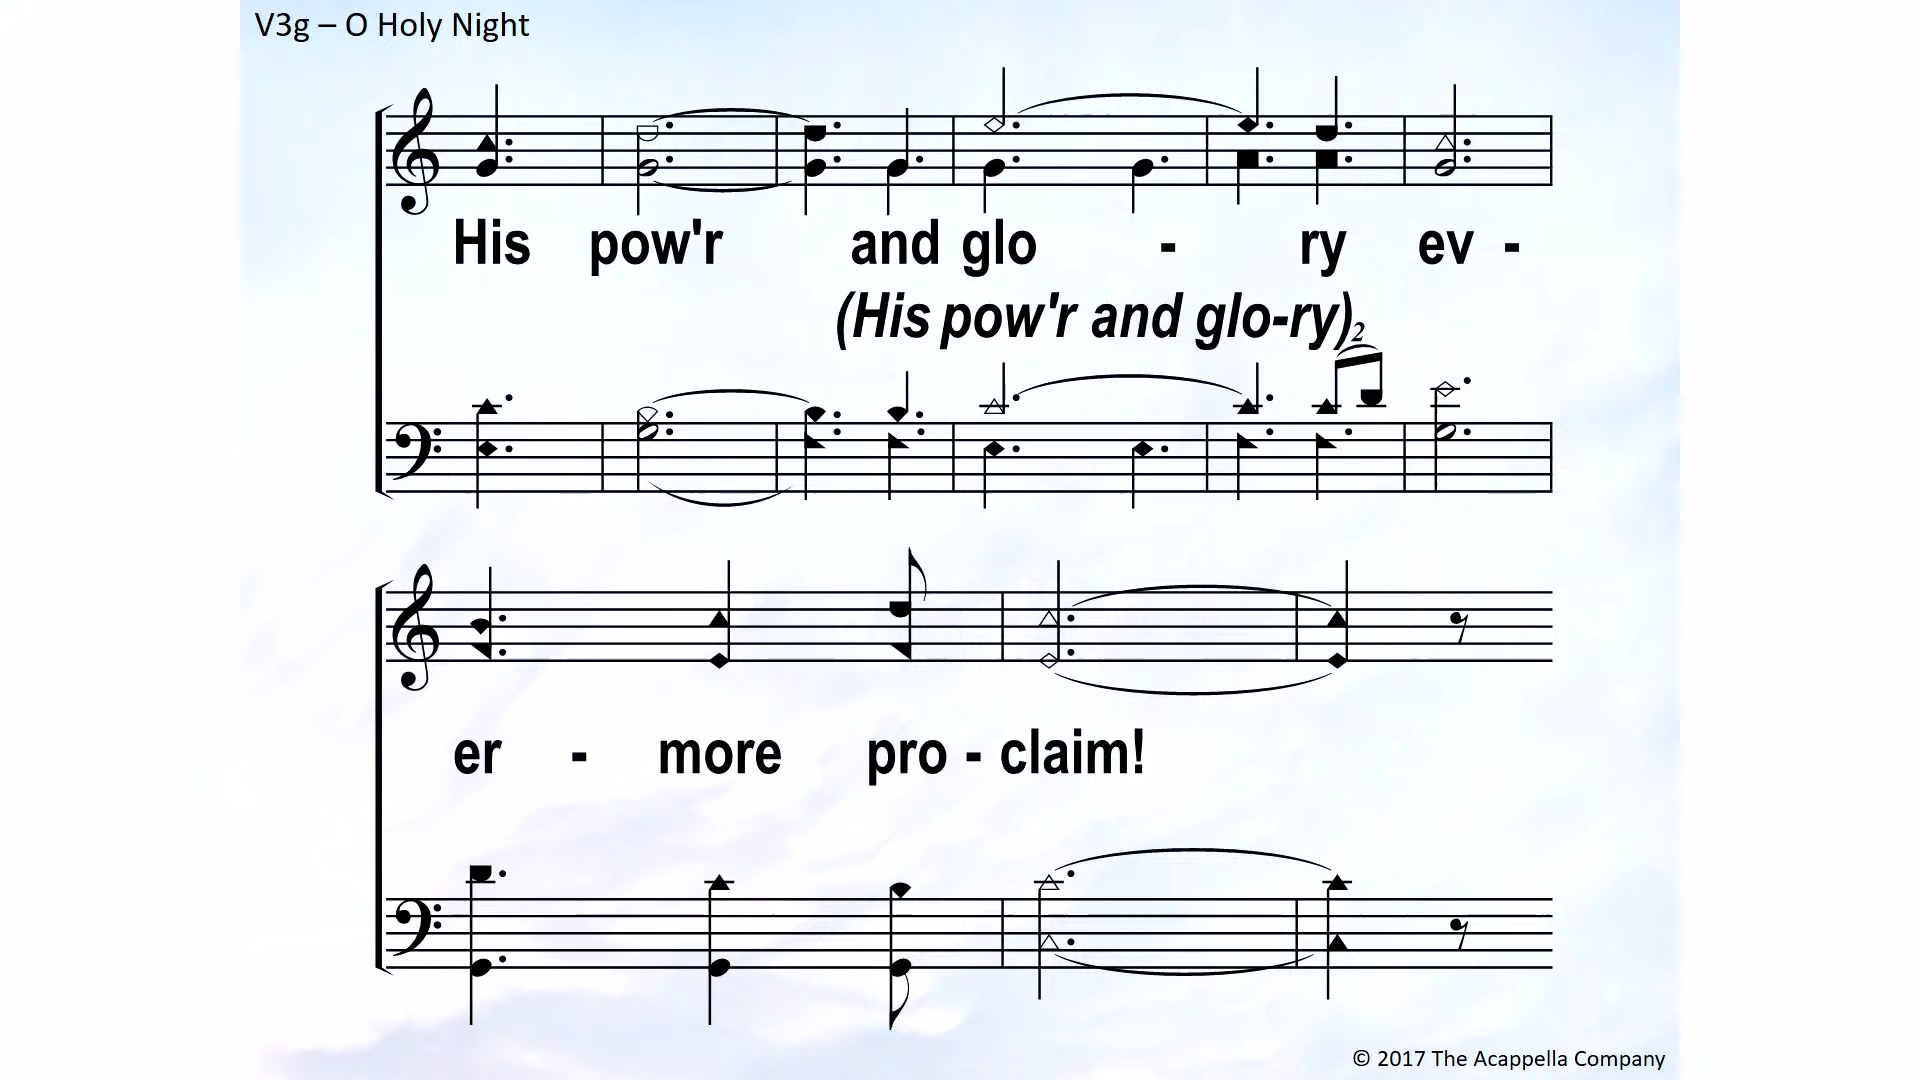 V3g – O Holy Night
His pow'r and glo - ry ev -
(His pow'r and glo-ry)
2
er - more pro - claim!
© 2017 The Acappella Company